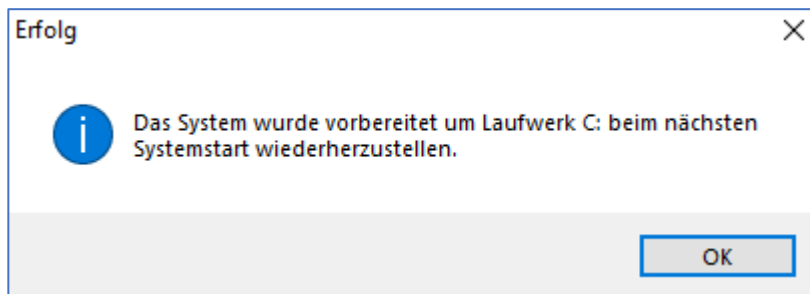 Erfolg
Das System wurde vorbereitet um Laufwerk C: beim nächsten
Systemstart wiederherzustellen.
OK